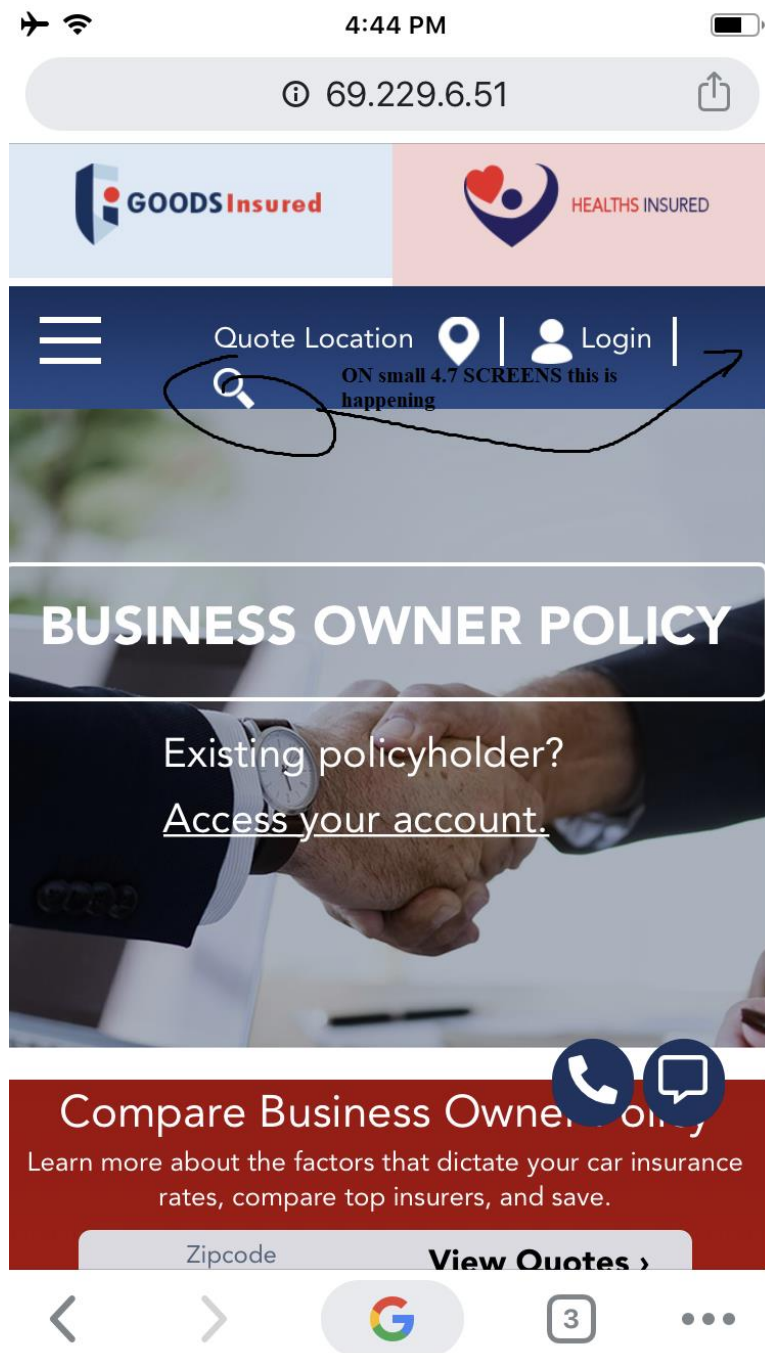 4:44 PM
69.229.6.51
GOODSInsured
HEALTHS INSURED
Quote Location
Login
ON small 4.7 SCREENS this is
happening
BUSINESS OWNER POLICY
Existing policyholder?
Access your account.
Compare Business Owner Policy
Learn more about the factors that dictate your car insurance
rates, compare top insurers, and save.
Zipcode
View Quotes ›
3